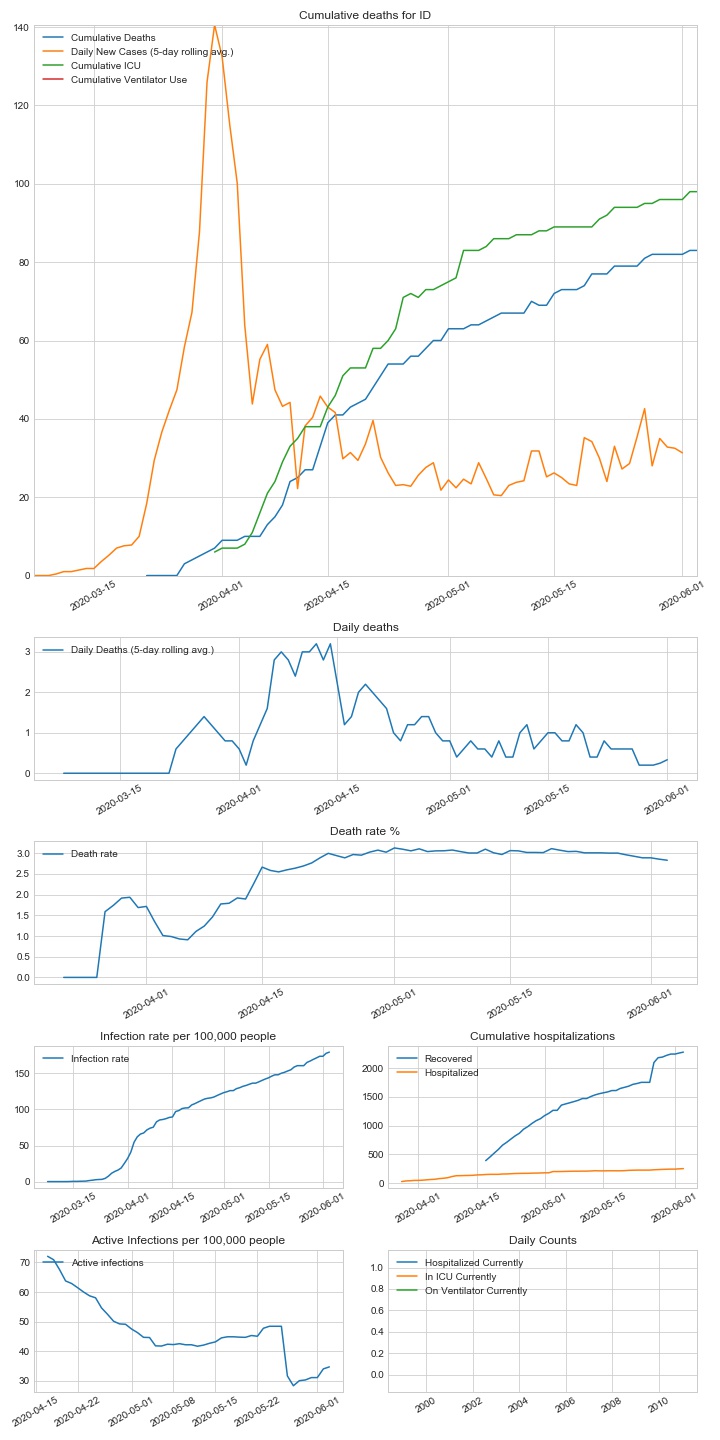 Cumulative deaths for ID
Cumulative Deaths
Daily New Cases (5-day rolling avg.)
Cumulative ICU
Cumulative Ventilator Use
140
120
100
80
60
40
20
0
2020-03-15 2020-04-01 2020-04-15 2020-05-01 2020-05-15 2020-06-01
Daily deaths
Daily Deaths (5-day rolling avg.)
3
2
1
0
2020-03-15 2020-04-01 2020-04-15 2020-05-01 2020-05-15 2020-06-01
Death rate %
Death rate
3.0
2.5
2.0
1.5
1.0
0.5
0.0
2020-04-01 2020-04-15 2020-05-01 2020-05-15 2020-06-01
Infection rate per 100,000 people
Infection rate
150
100
50
0
2020-03-15 2020-04-01 2020-04-15 2020-05-01 2020-05-15 2020-06-01
Cumulative hospitalizations
Recovered
Hospitalized
2000
1500
1000
500
0
2020-04-01 2020-04-15 2020-05-01 2020-05-15 2020-06-01
Active Infections per 100,000 people
Active infections
70
60
50
40
30
2020-04-15 2020-04-22 2020-05-01 2020-05-08 2020-05-15 2020-05-22 2020-06-01
Daily Counts
Hospitalized Currently
In ICU Currently
On Ventilator Currently
1.0
0.8
0.6
0.4
0.2
0.0
2000 2002 2004 2006 2008 2010